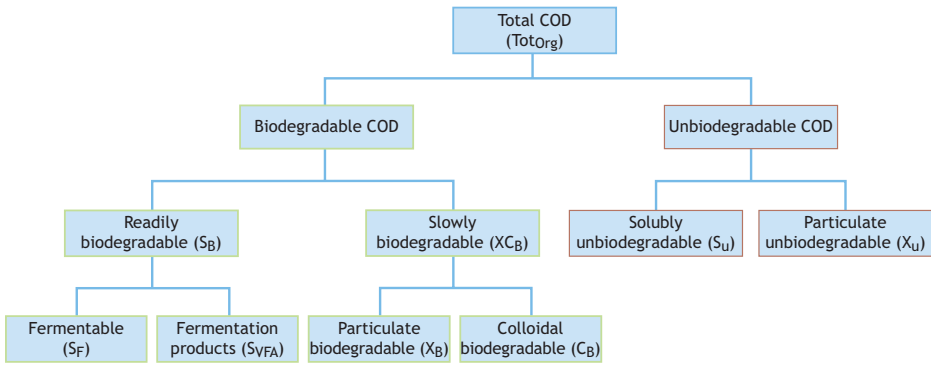 Total COD
(TotOrg)
Biodegradable COD
Unbiodegradable COD
Readily
biodegradable (SB)
Slowly
biodegradable (XCB)
Solubly
unbiodegradable (Su)
Particulate
unbiodegradable (Xu)
Fermentable
(SF)
Fermentation
products (SVFA)
Particulate
biodegradable (XB)
Colloidal
biodegradable (CB)